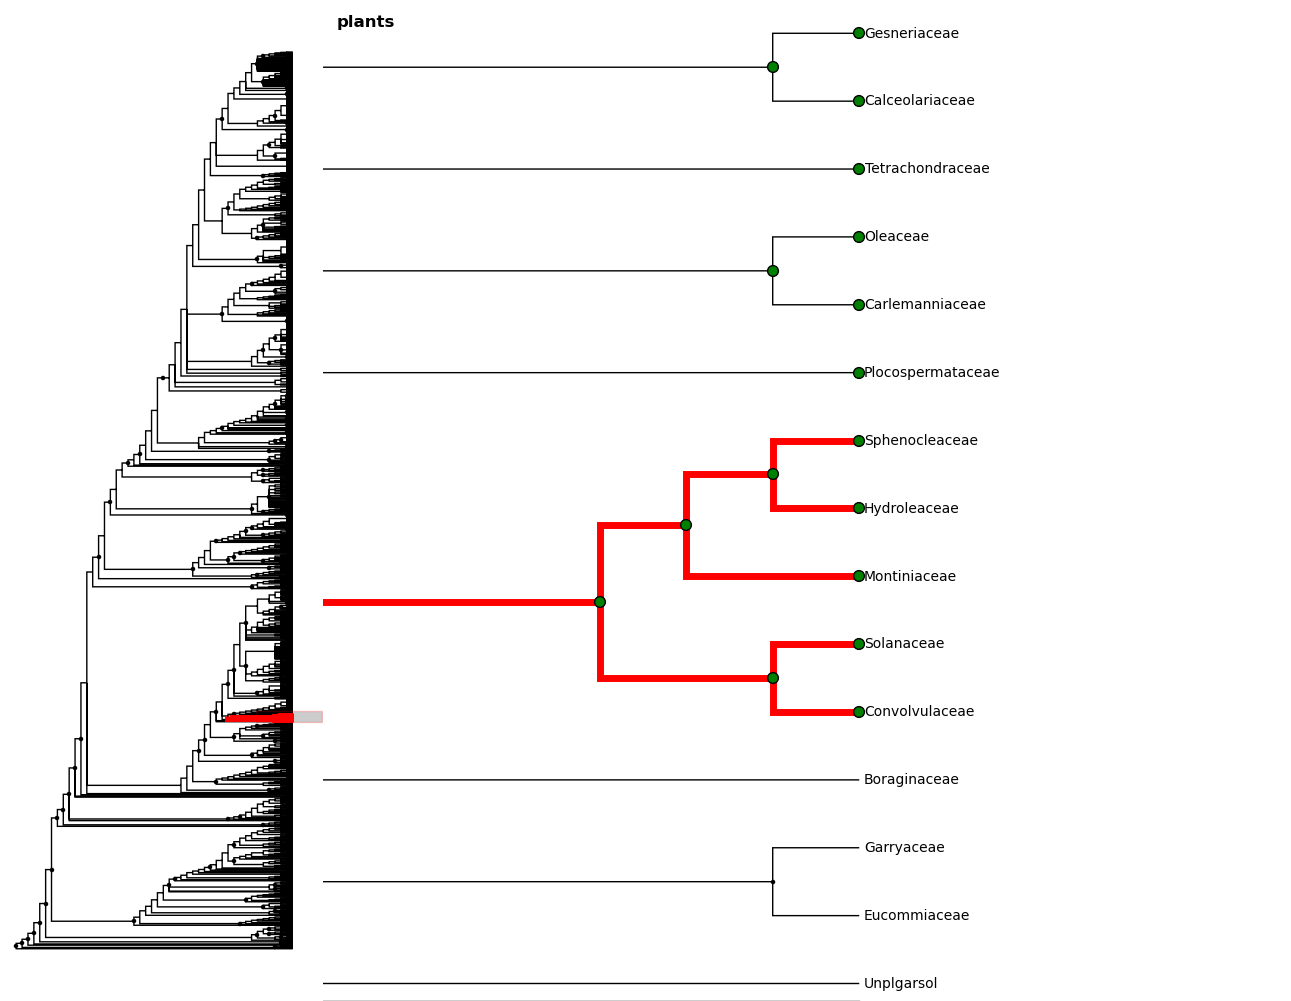 plants
Gesneriaceae
Calceolariaceae
Tetrachondraceae
Oleaceae
Carlemanniaceae
Plocospermataceae
Sphenocleaceae
Hydroleaceae
Montiniaceae
Solanaceae
Convolvulaceae
Boraginaceae
Garryaceae
Eucommiaceae
Unplgarsol